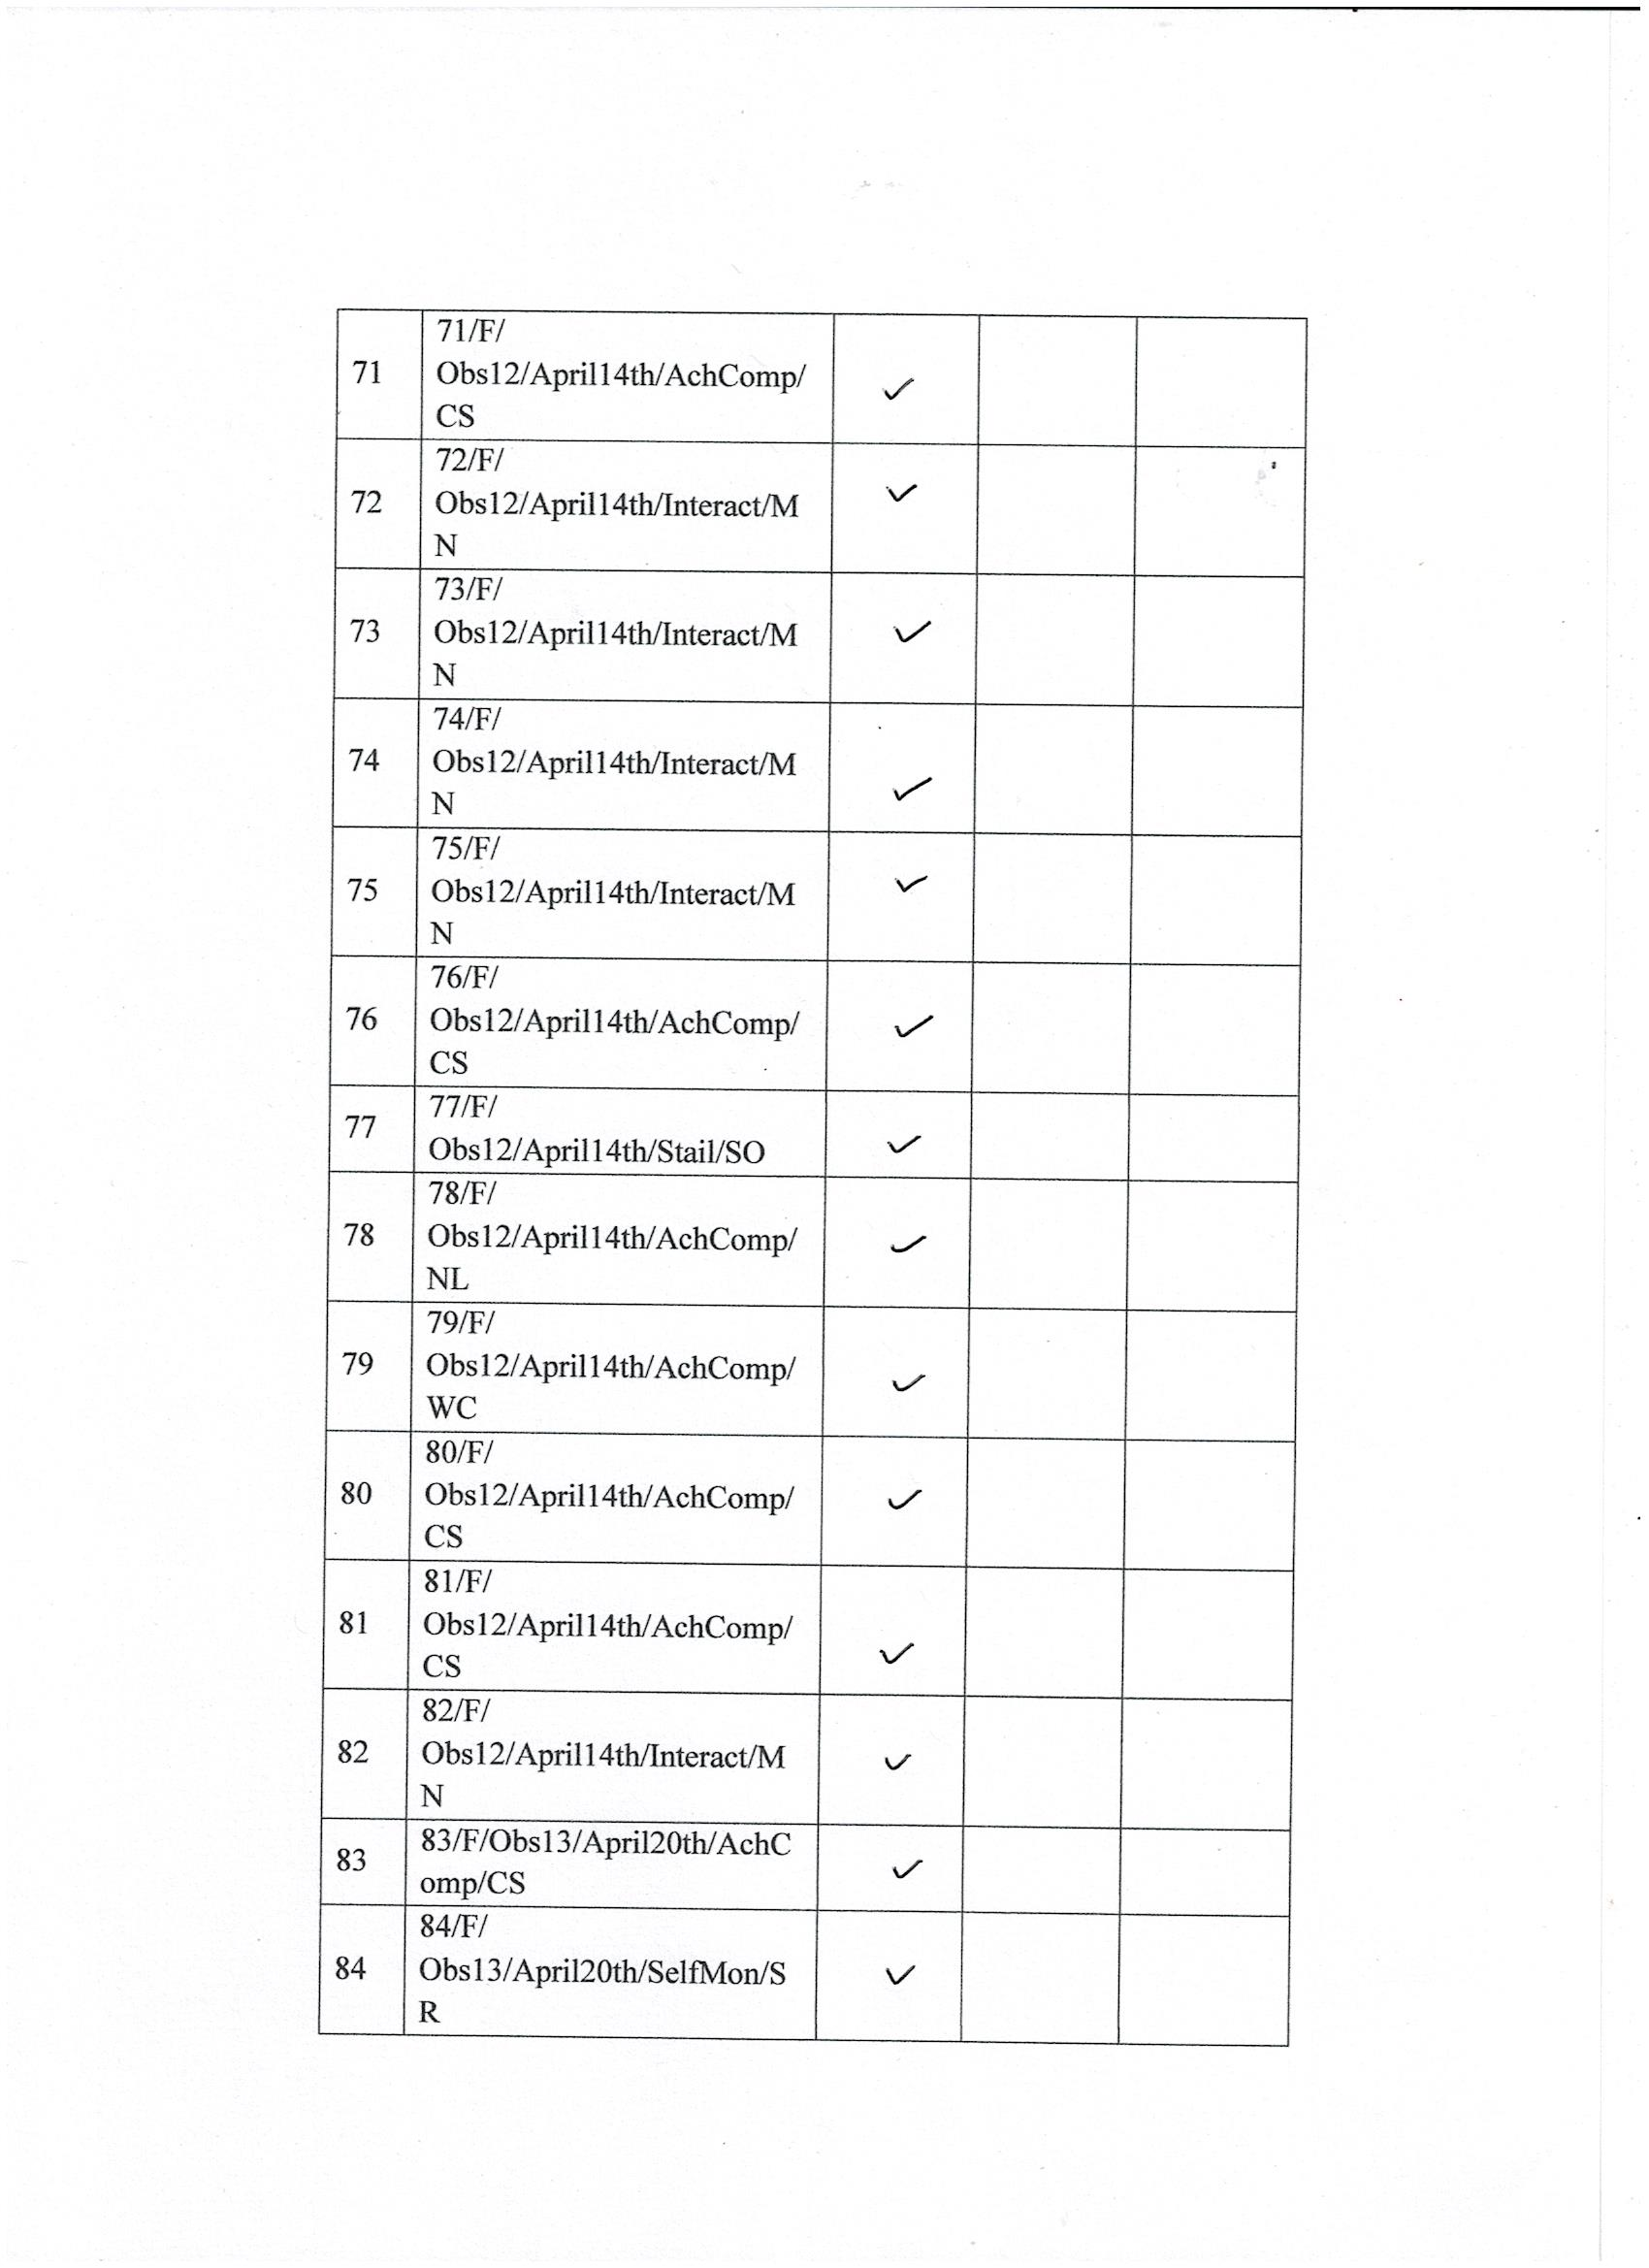 71
71/F/
Obs12/April14th/AchComp/
CS
✓
72
72/F/
Obs12/April14th/Interact/M
N
✓
73
73/F/
Obs12/April14th/Interact/M
N
✓
74
74/F/
Obs12/April14th/Interact/M
N
✓
75
75/F/
Obs12/April14th/Interact/M
N
✓
76
76/F/
Obs12/April14th/AchComp/
CS
✓
77
77/F/
Obs12/April14th/Stail/SO
✓
78
78/F/
Obs12/April14th/AchComp/
NL
✓
79
79/F/
Obs12/April14th/AchComp/
WC
✓
80
80/F/
Obs12/April14th/AchComp/
CS
✓
81
81/F/
Obs12/April14th/AchComp/
CS
✓
82
82/F/
Obs12/April14th/Interact/M
N
✓
83
83/F/Obs13/April20th/AchC
omp/CS
✓
84
84/F/
Obs13/April20th/SelfMon/S
R
✓